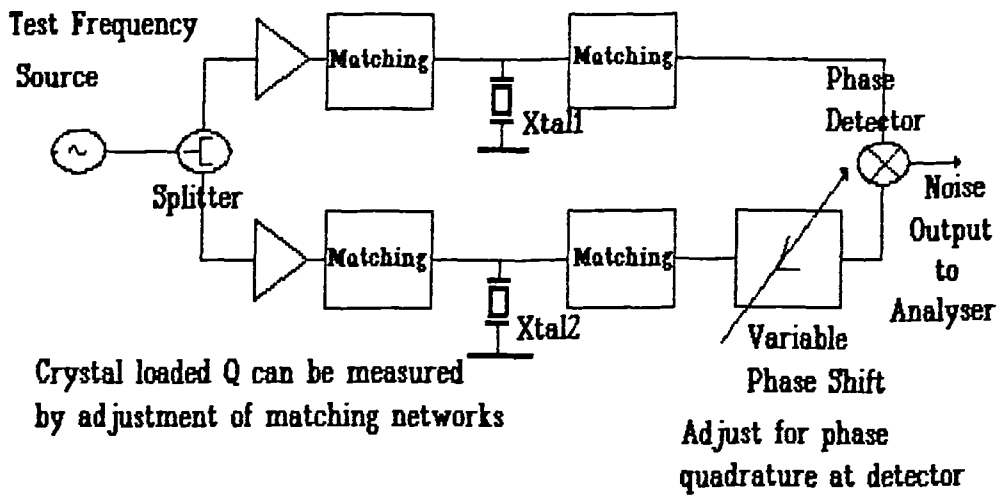 Test Frequency
Source
Splitter
Matching
Xtal1
Matching
Phase
Detector
Matching
Xtal2
Matching
Variable
Phase Shift
Noise
Output
to
Analyser
Crystal loaded Q can be measured
by adjustment of matching networks
Adjust for phase
quadrature at detector